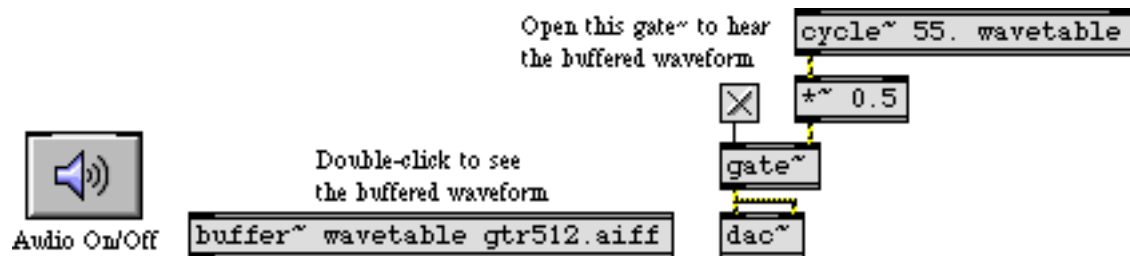 Open this gate~ to hear
the buffered waveform
cycle~ 55. wavetable
*~ 0.5
Double-click to see
the buffered waveform
gate~
Audio On/Off
buffer~ wavetable gtr512.aiff
dac~